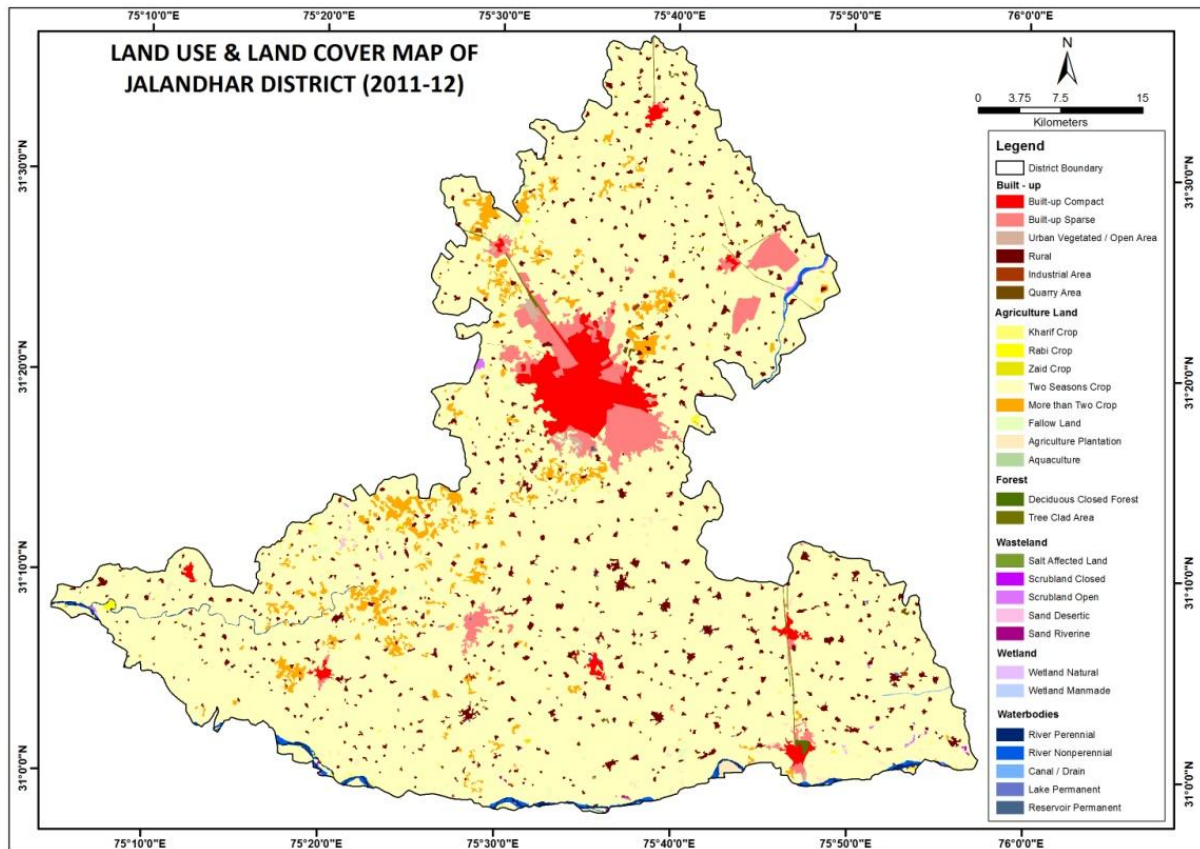 75°10'0"E
75°20'0"E
75°30'0"E
75°40'0"E
75°50'0"E
76°0'0"E
LAND USE & LAND COVER MAP OF
JALANDHAR DISTRICT (2011-12)
N
0 3.75 7.5 15
Kilometers
31°30'0"N
31°20'0"N
31°10'0"N
31°0'0"N
Legend
District Boundary
Built - up
Built-up Compact
Built-up Sparse
Urban Vegetated / Open Area
Rural
Industrial Area
Quarry Area
Agriculture Land
Kharif Crop
Rabi Crop
Zaid Crop
Two Seasons Crop
More than Two Crop
Fallow Land
Agriculture Plantation
Aquaculture
Forest
Deciduous Closed Forest
Tree Clad Area
Wasteland
Salt Affected Land
Scrubland Closed
Scrubland Open
Sand Desertic
Sand Riverine
Wetland
Wetland Natural
Wetland Manmade
Waterbodies
River Perennial
River Nonperennial
Canal / Drain
Lake Permanent
Reservoir Permanent
31°30'0"N
31°20'0"N
31°10'0"N
31°0'0"N
75°10'0"E
75°20'0"E
75°30'0"E
75°40'0"E
75°50'0"E
76°0'0"E